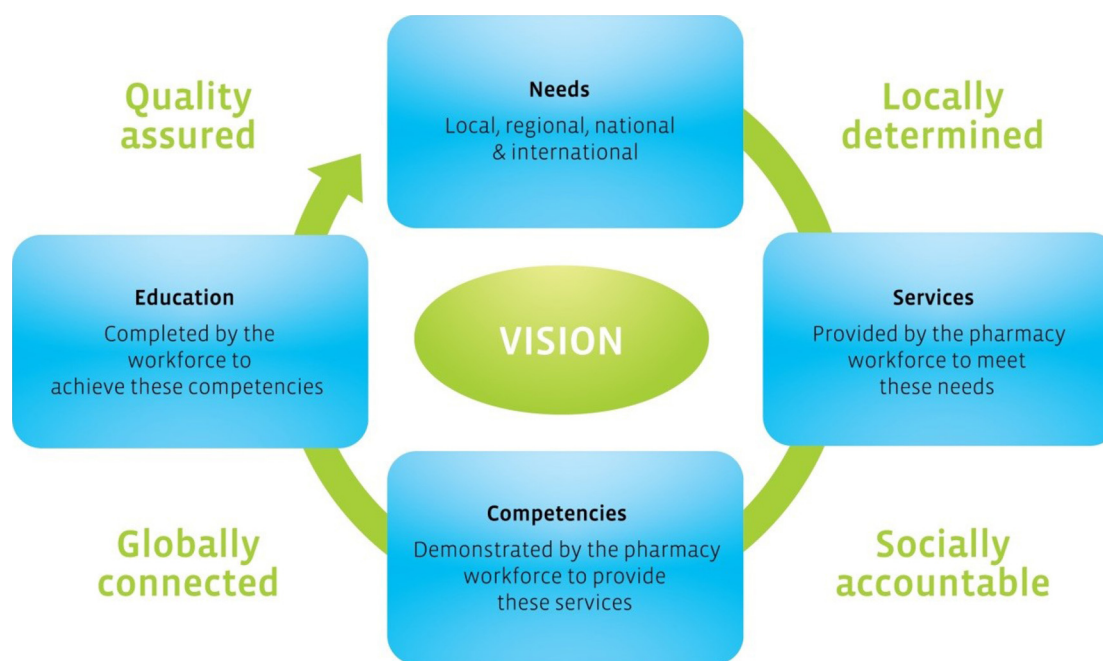 Quality
assured
Needs
Local, regional, national
& international
Locally
determined
Education
Completed by the
workforce to
achieve these competencies
VISION
Services
Provided by the pharmacy
workforce to meet
these needs
Globally
connected
Competencies
Demonstrated by the pharmacy
workforce to provide
these services
Socially
accountable